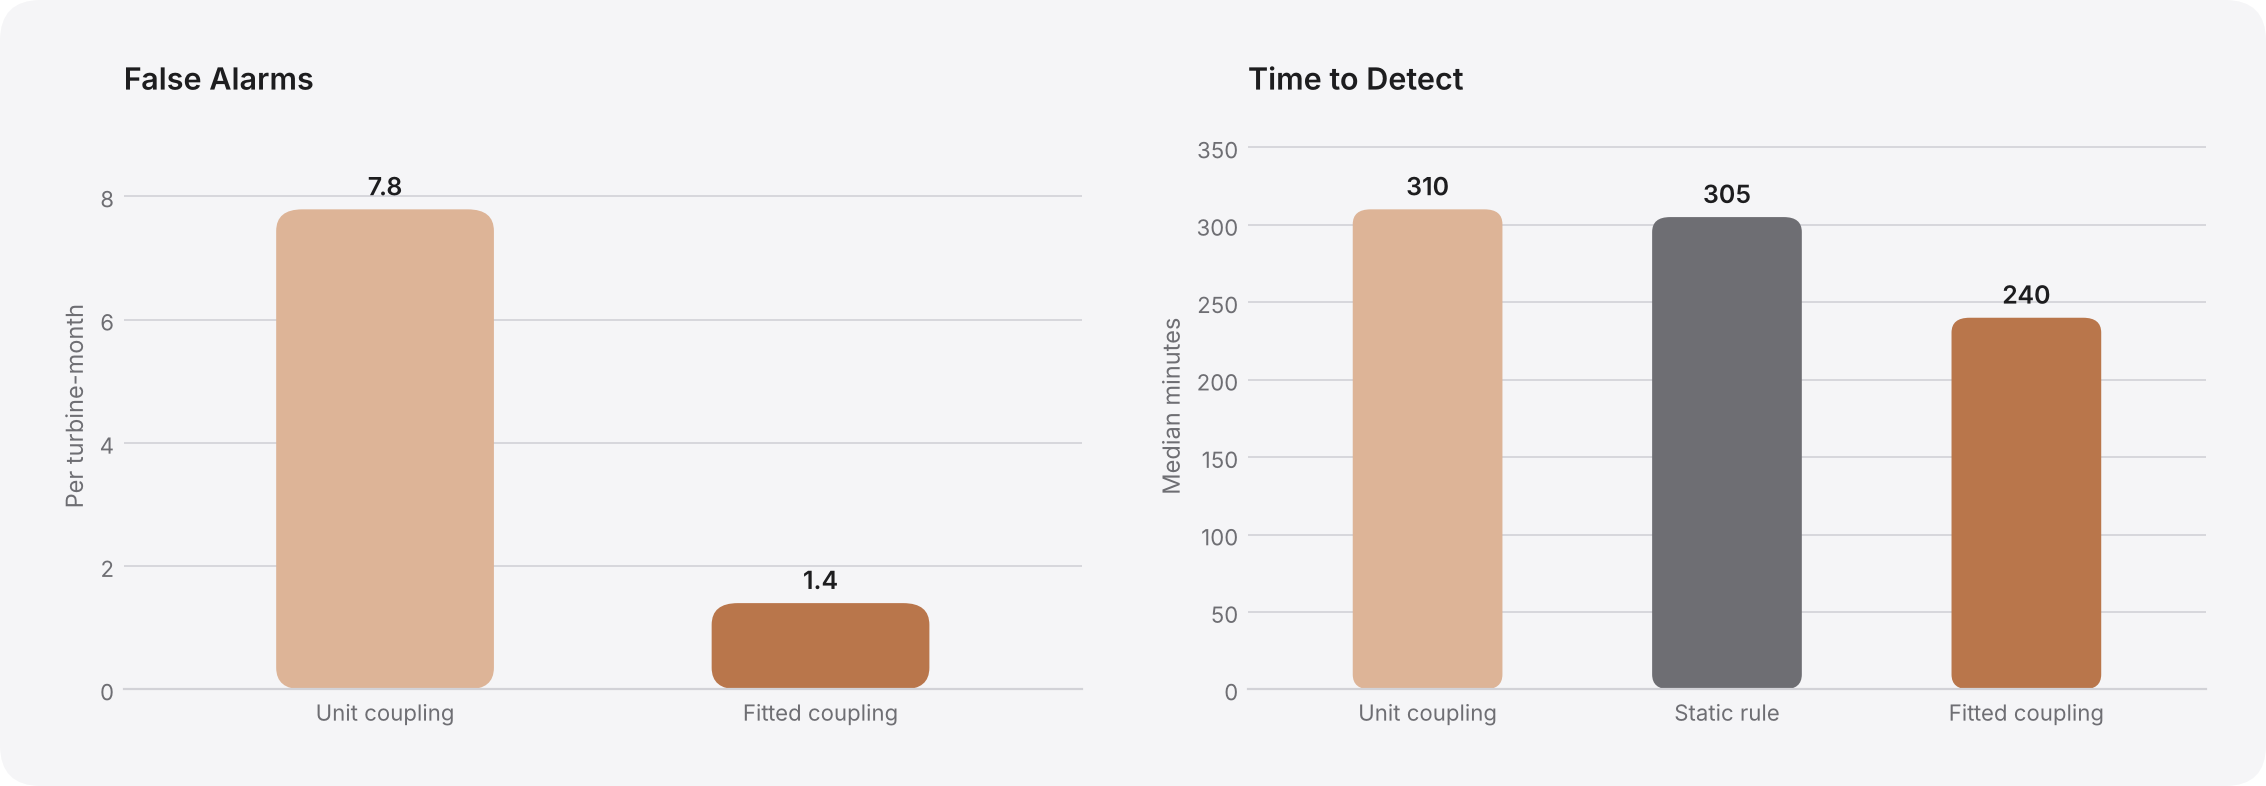 False Alarms
Per turbine-month
8
6
4
2
0
7.8
1.4
Unit coupling
Fitted coupling
Time to Detect
Median minutes
350
300
250
200
150
100
50
0
310
305
240
Unit coupling
Static rule
Fitted coupling